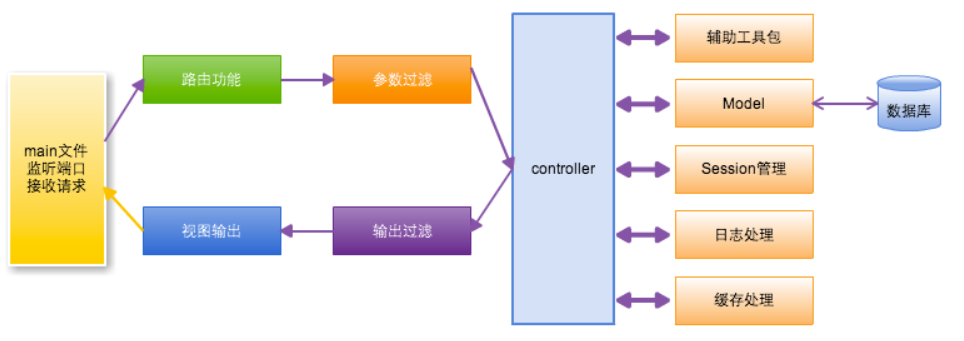 main文件
监听端口
接收请求
路由功能
参数过滤
controller
辅助工具包
Model
数据库
Session管理
日志处理
缓存处理
输出过滤
视图输出